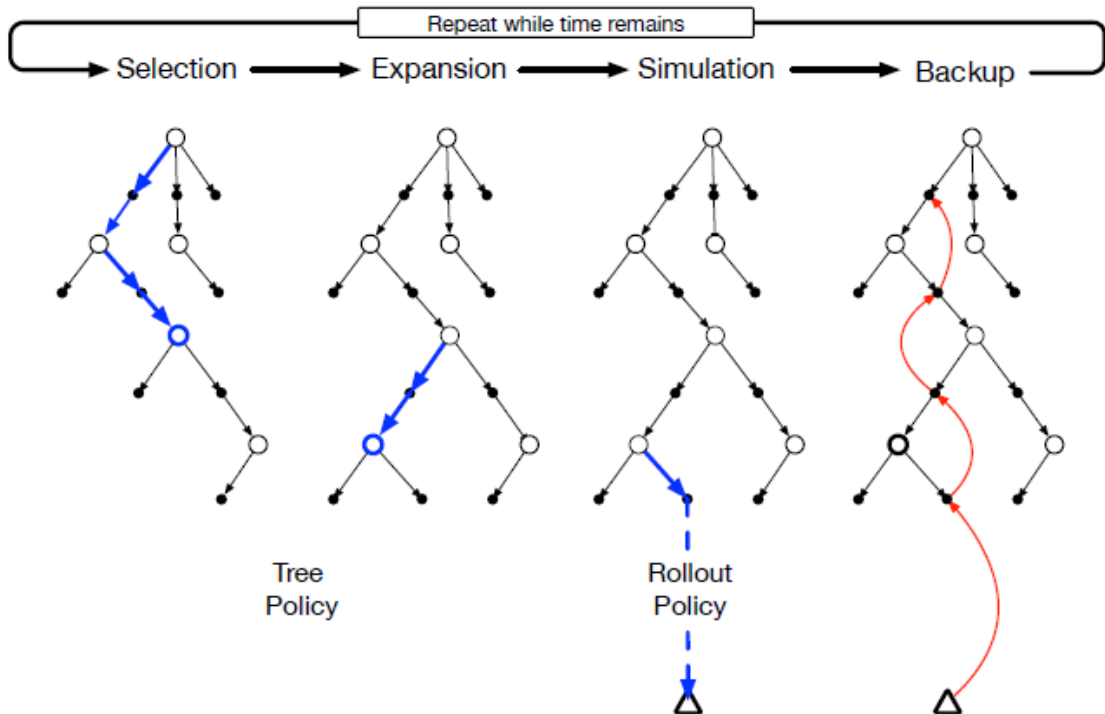 Repeat while time remains
Selection
Expansion
Simulation
Backup
Tree
Policy
Rollout
Policy